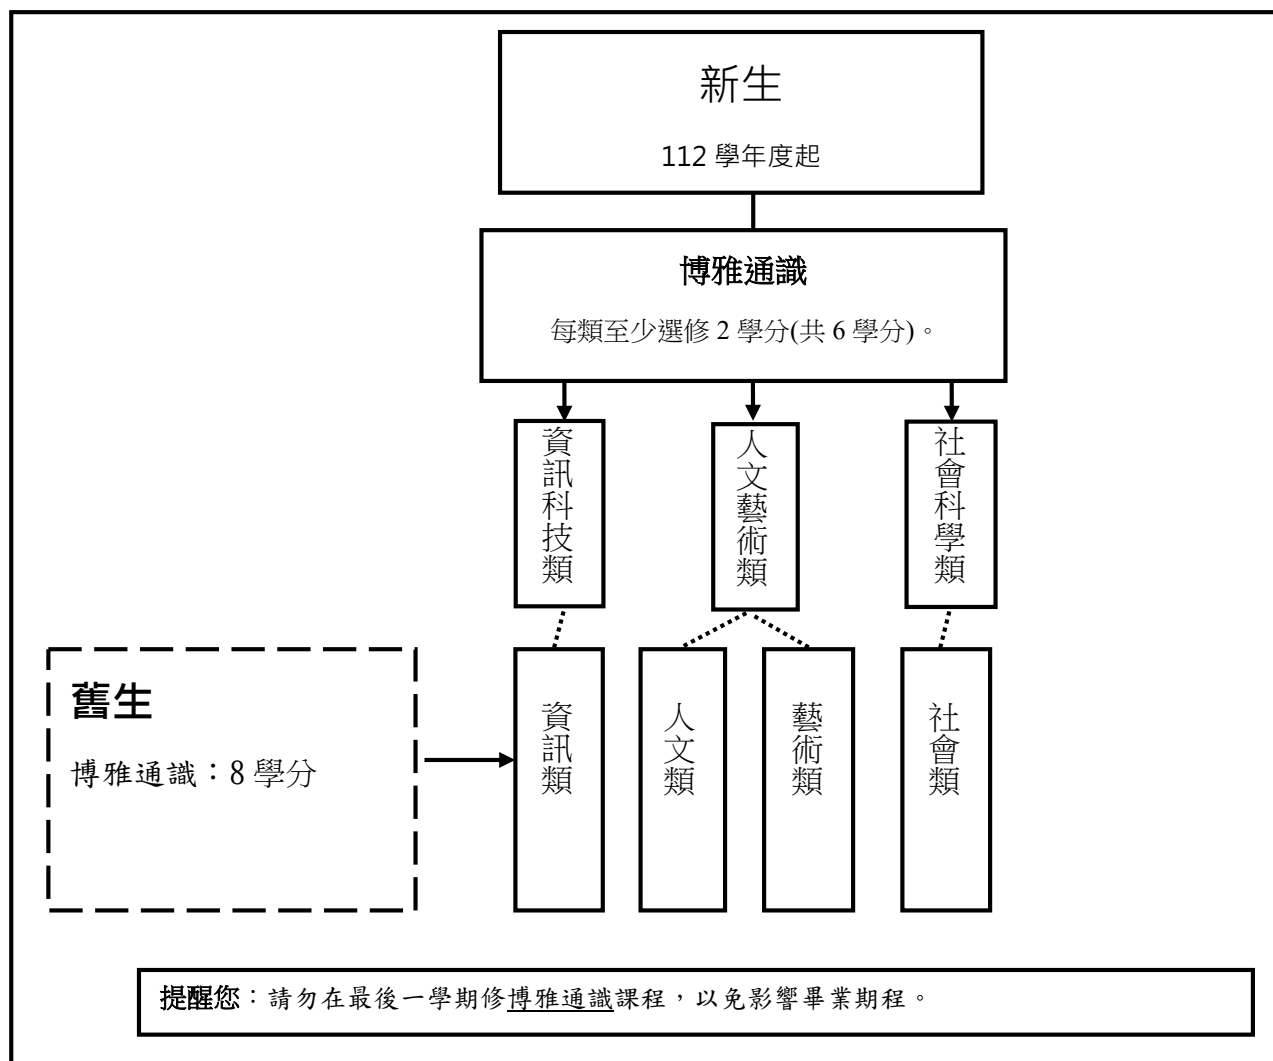 新生
112 學年度起
博雅通識
每類至少選修 2 學分(共 6 學分)。
資訊科技類
人文藝術類
社會科學類
舊生
博雅通識：8 學分
資訊類
人文類
藝術類
社會類
提醒您：請勿在最後一學期修博雅通識課程，以免影響畢業期程。